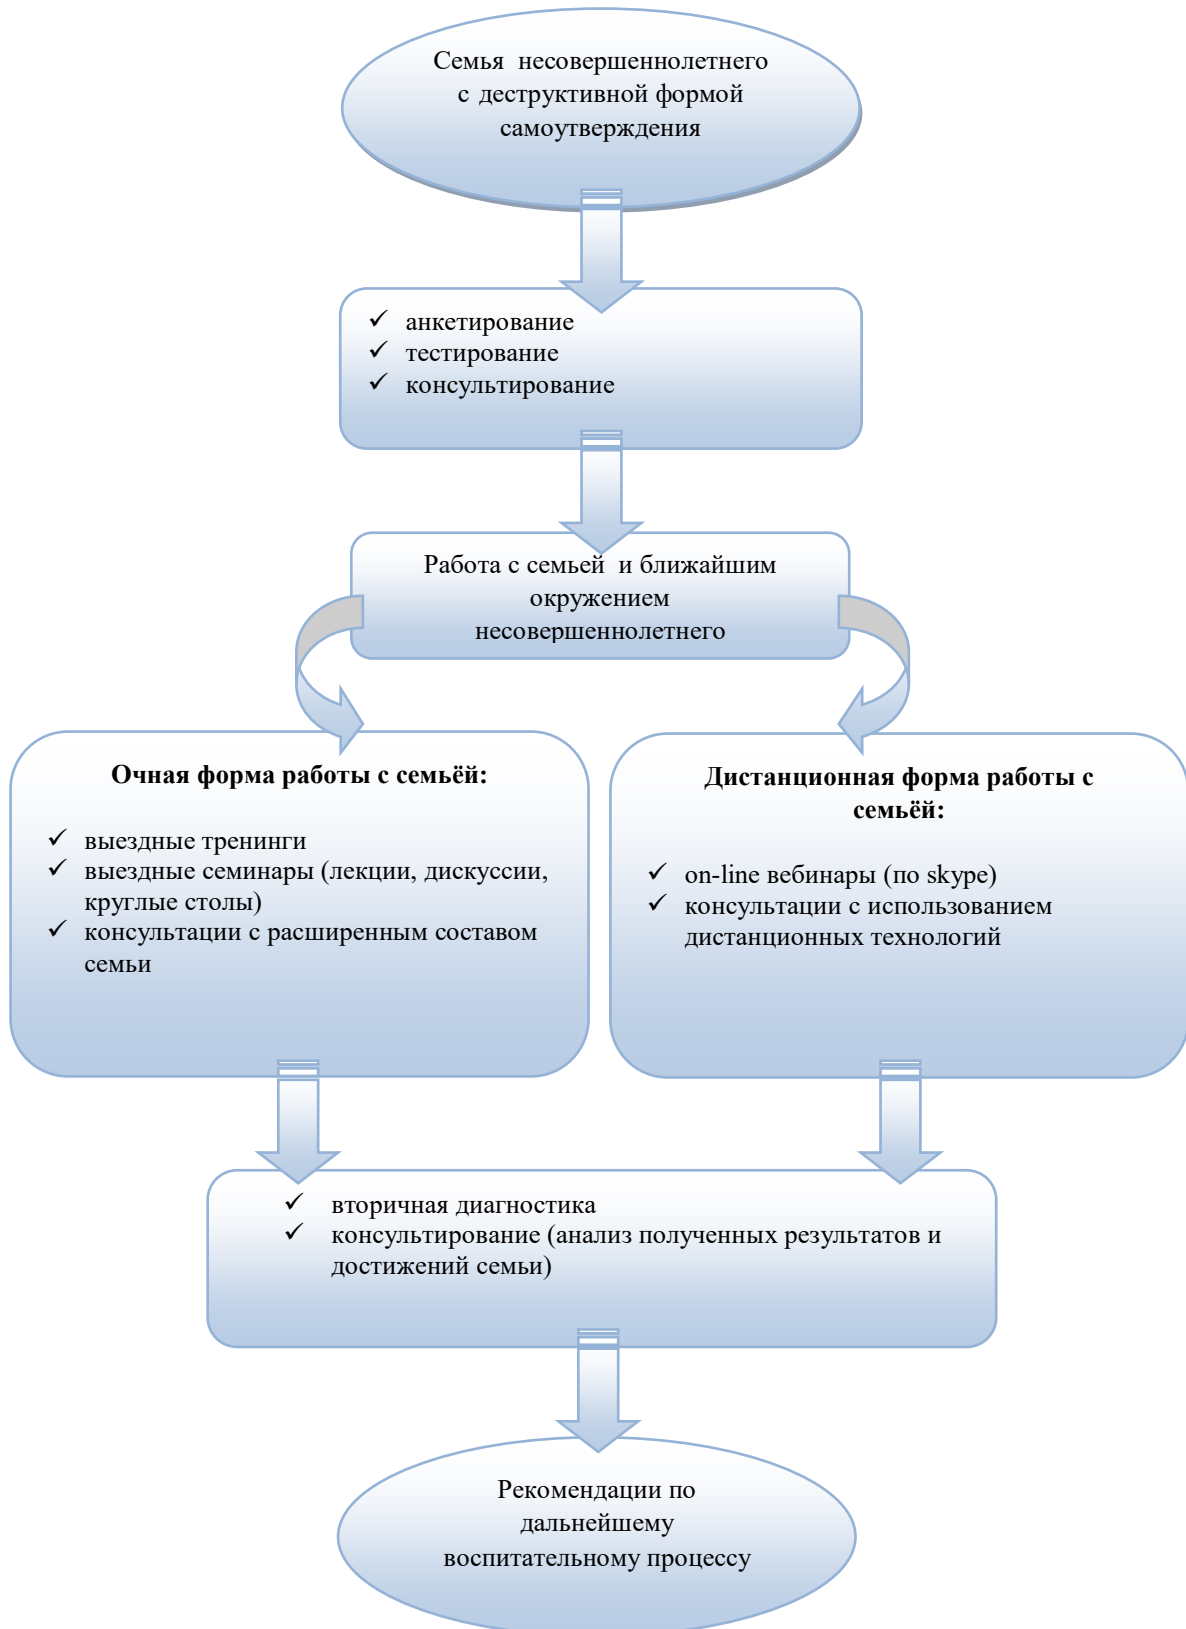 Семья несовершеннолетнего
с деструктивной формой
самоутверждения
✓ анкетирование
✓ тестирование
✓ консультирование
Работа с семьей и ближайшим
окружением
несовершеннолетнего
Очная форма работы с семьёй:
✓ выездные тренинги
✓ выездные семинары (лекции, дискуссии,
круглые столы)
✓ консультации с расширенным составом
семьи
Дистанционная форма работы с
семьёй:
✓ on-line вебинары (по skype)
✓ консультации с использованием
дистанционных технологий
✓ вторичная диагностика
✓ консультирование (анализ полученных результатов и
достижений семьи)
Рекомендации по
дальнейшему
воспитательному процессу